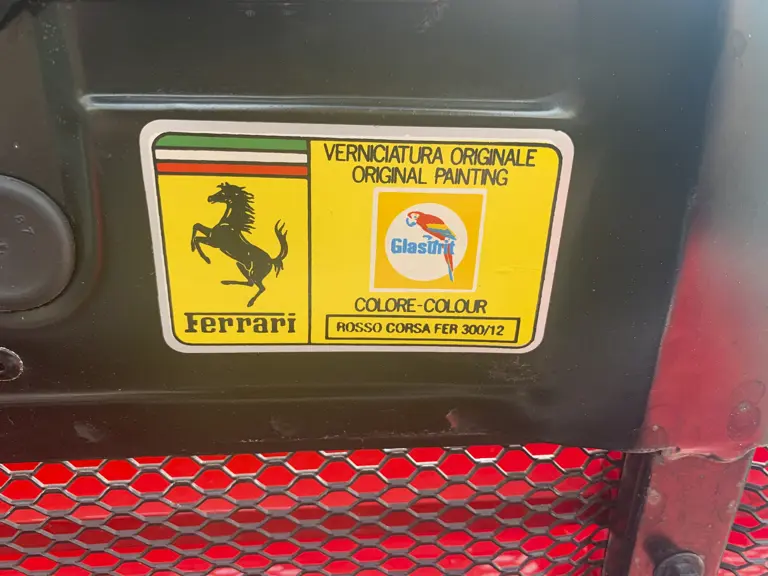 VERNICIATURA ORIGINALE
ORIGINAL PAINTING
Glasurit
COLORE-COLOUR
ROSSO CORSA FER 300/12
Ferrari